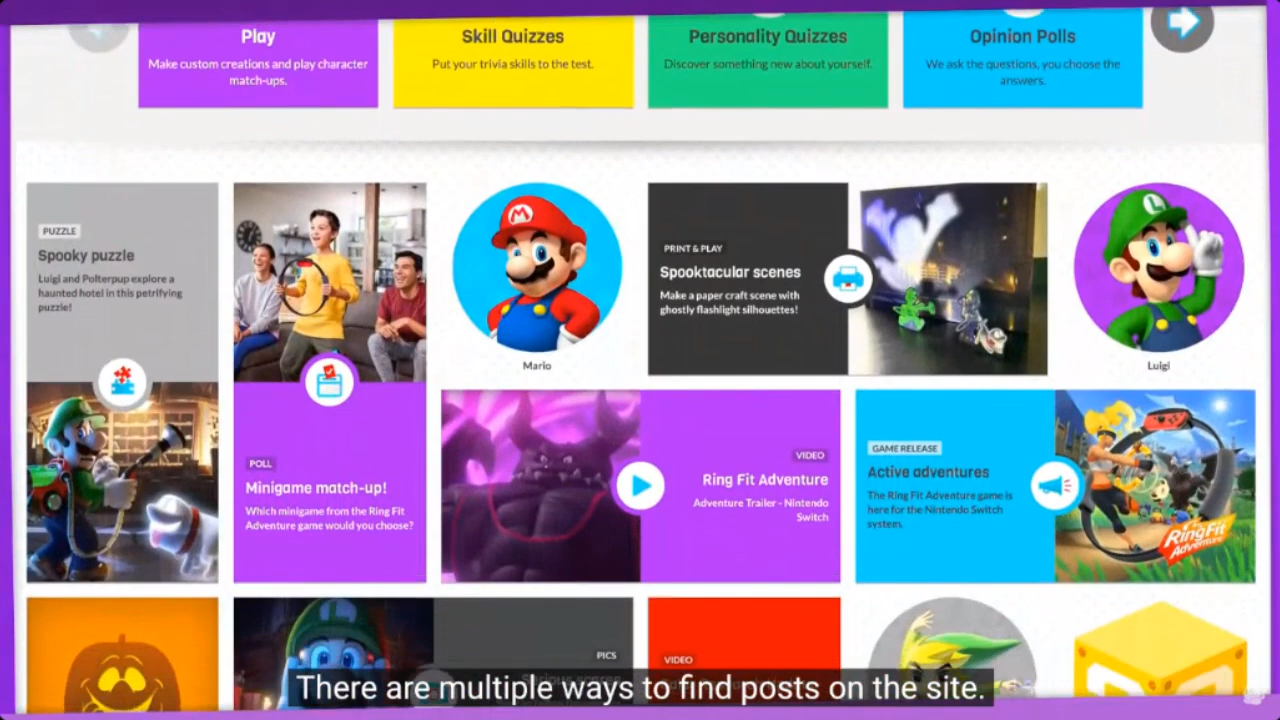 Play
Make custom creations and play character
match-ups.
Skill Quizzes
Put your trivia skills to the test.
Personality Quizzes
Discover something new about yourself.
Opinion Polls
We ask the questions, you choose the
answers.
PUZZLE
Spooky puzzle
Luigi and Polterpup explore a
haunted hotel in this petrifying
puzzle!
POLL
Minigame match-up!
Which minigame from the Ring Fit
Adventure game would you choose?
M
Mario
PRINT & PLAY
Spooktacular scenes
Make a paper craft scene with
ghostly flashlight silhouettes!
L
Luigi
VIDEO
Ring Fit Adventure
Adventure Trailer - Nintendo
Switch
GAME RELEASE
Active adventures
The Ring Fit Adventure game is
here for the Nintendo Switch
system.
RingFit
Adventure
PICS
VIDEO
There are multiple ways to find posts on the site.